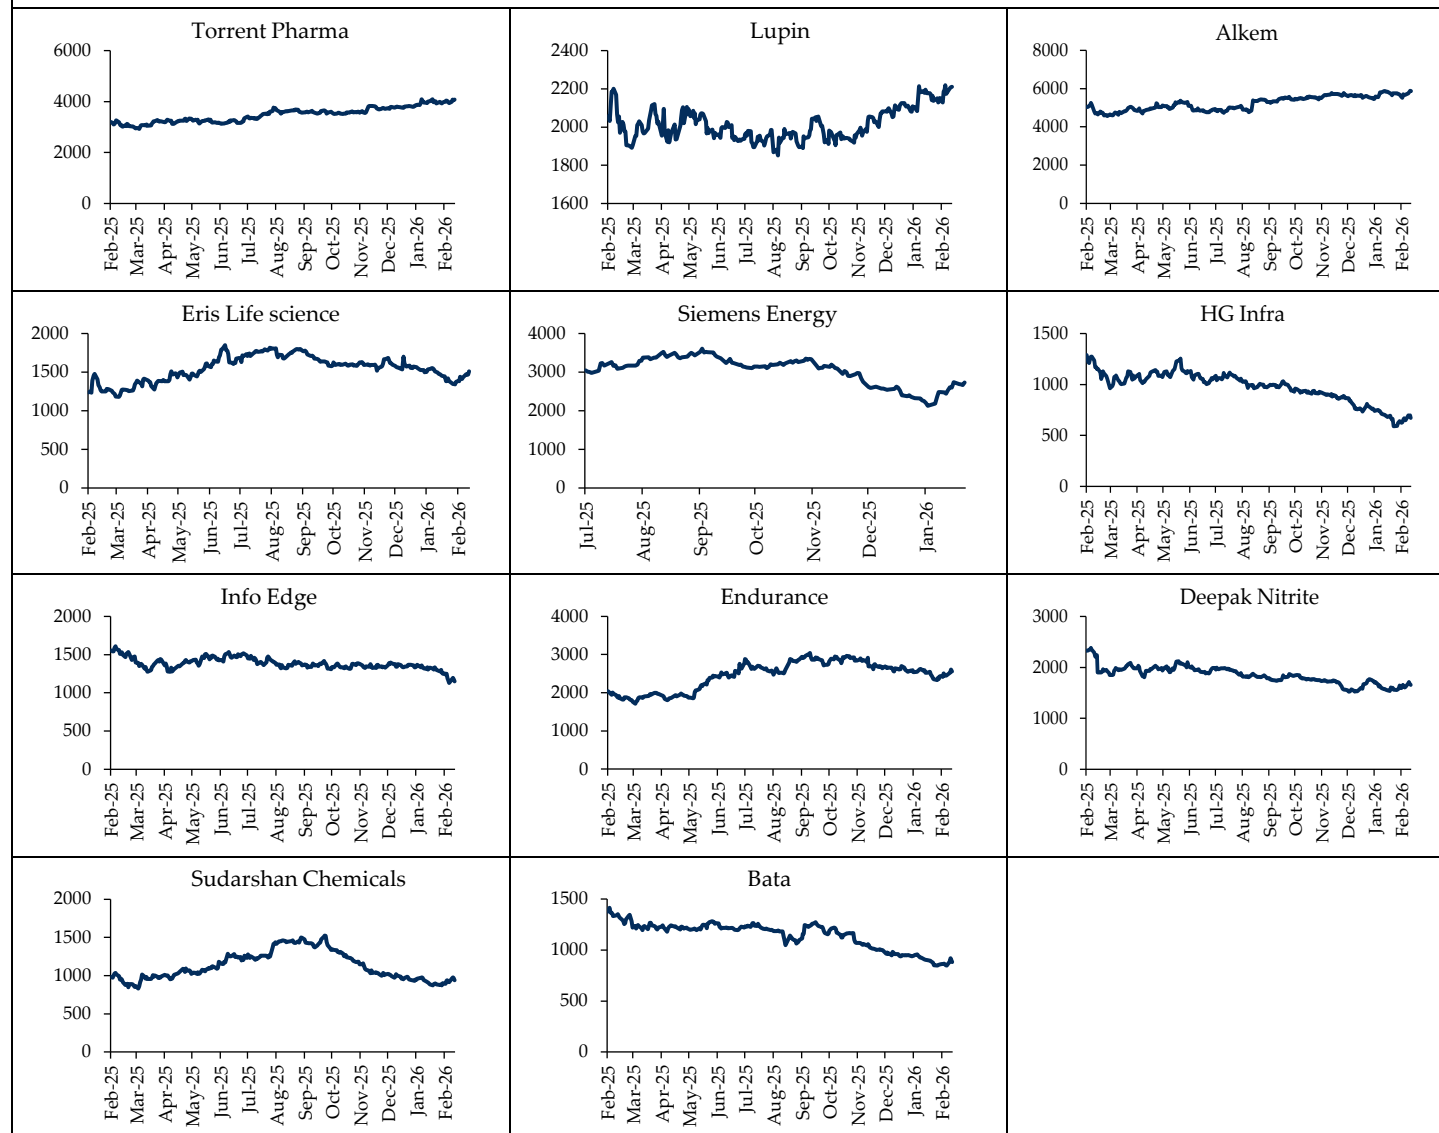 Torrent Pharma
6000
4000
2000
0
Feb-25
Mar-25
Apr-25
May-25
Jun-25
Jul-25
Aug-25
Sep-25
Oct-25
Nov-25
Dec-25
Jan-26
Feb-26
Lupin
2400
2200
2000
1800
1600
Feb-25
Mar-25
Apr-25
May-25
Jun-25
Jul-25
Aug-25
Sep-25
Oct-25
Nov-25
Dec-25
Jan-26
Feb-26
Alkem
8000
6000
4000
2000
0
Feb-25
Mar-25
Apr-25
May-25
Jun-25
Jul-25
Aug-25
Sep-25
Oct-25
Nov-25
Dec-25
Jan-26
Feb-26
Eris Life science
2000
1500
1000
500
0
Feb-25
Mar-25
Apr-25
May-25
Jun-25
Jul-25
Aug-25
Sep-25
Oct-25
Nov-25
Dec-25
Jan-26
Feb-26
Siemens Energy
4000
3000
2000
1000
0
Jul-25
Aug-25
Sep-25
Oct-25
Nov-25
Dec-25
Jan-26
HG Infra
1500
1000
500
0
Feb-25
Mar-25
Apr-25
May-25
Jun-25
Jul-25
Aug-25
Sep-25
Oct-25
Nov-25
Dec-25
Jan-26
Feb-26
Info Edge
2000
1500
1000
500
0
Feb-25
Mar-25
Apr-25
May-25
Jun-25
Jul-25
Aug-25
Sep-25
Oct-25
Nov-25
Dec-25
Jan-26
Feb-26
Endurance
4000
3000
2000
1000
0
Feb-25
Mar-25
Apr-25
May-25
Jun-25
Jul-25
Aug-25
Sep-25
Oct-25
Nov-25
Dec-25
Jan-26
Feb-26
Deepak Nitrite
3000
2000
1000
0
Feb-25
Mar-25
Apr-25
May-25
Jun-25
Jul-25
Aug-25
Sep-25
Oct-25
Nov-25
Dec-25
Jan-26
Feb-26
Sudarshan Chemicals
2000
1500
1000
500
0
Feb-25
Mar-25
Apr-25
May-25
Jun-25
Jul-25
Aug-25
Sep-25
Oct-25
Nov-25
Dec-25
Jan-26
Feb-26
Bata
1500
1000
500
0
Feb-25
Mar-25
Apr-25
May-25
Jun-25
Jul-25
Aug-25
Sep-25
Oct-25
Nov-25
Dec-25
Jan-26
Feb-26